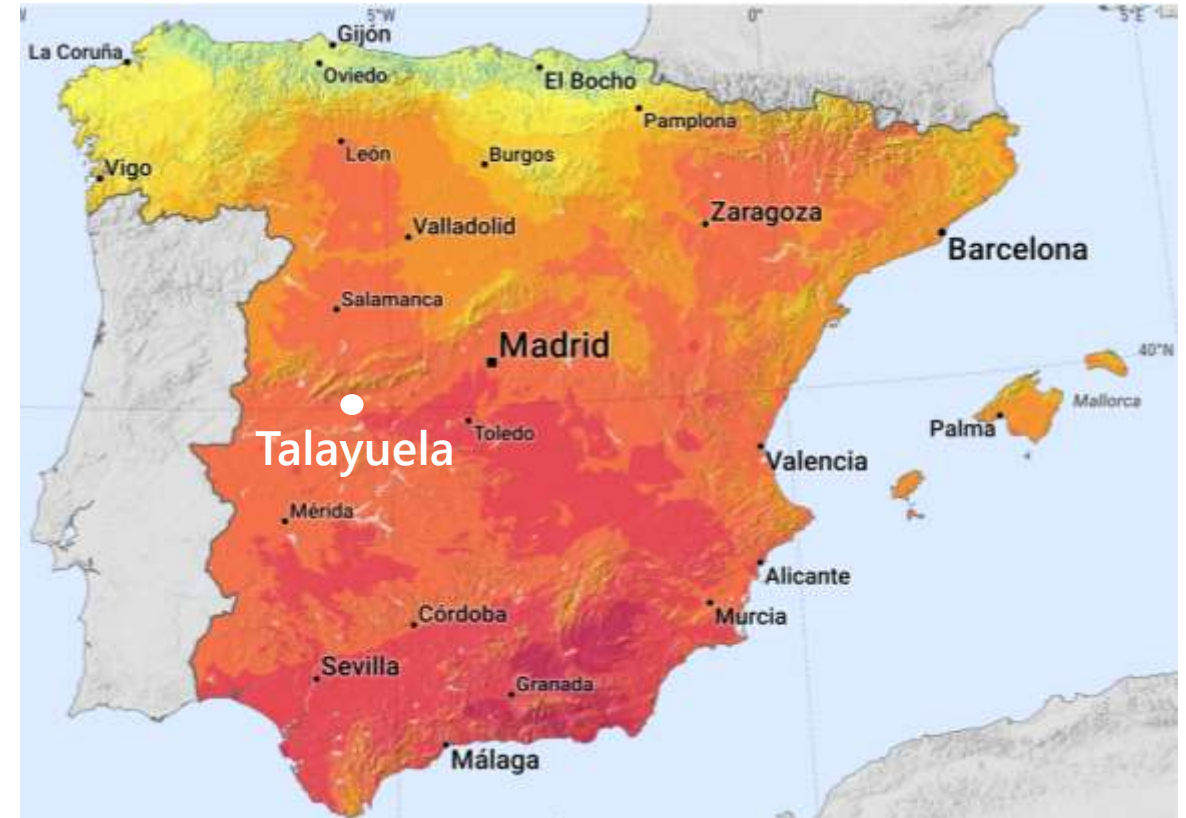 5°W
0°
5°E
Gijón
La Coruña
Oviedo
El Bocho
Pamplona
León
Burgos
Vigo
Zaragoza
Valladolid
Barcelona
Salamanca
Madrid
40°N
Mallorca
Palma
Toledo
Talayuela
Valencia
Mérida
Alicante
Córdoba
Murcia
Sevilla
Granada
Málaga